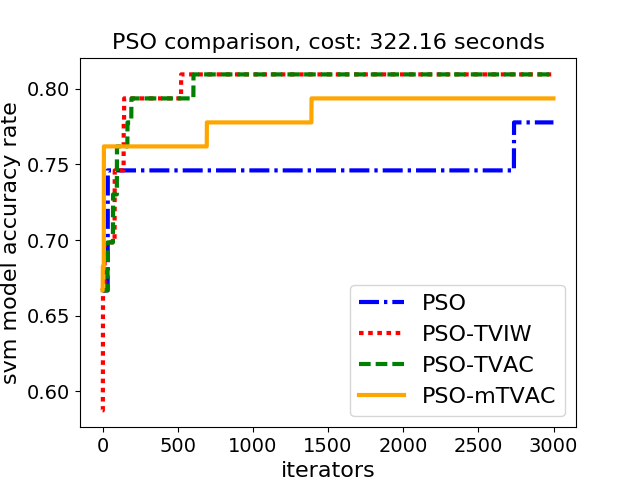 PSO comparison, cost: 322.16 seconds
svm model accuracy rate
0.80
0.75
0.70
0.65
0.60
PSO
PSO-TVIW
PSO-TVAC
PSO-mTVAC
0 500 1000 1500 2000 2500 3000
iterators